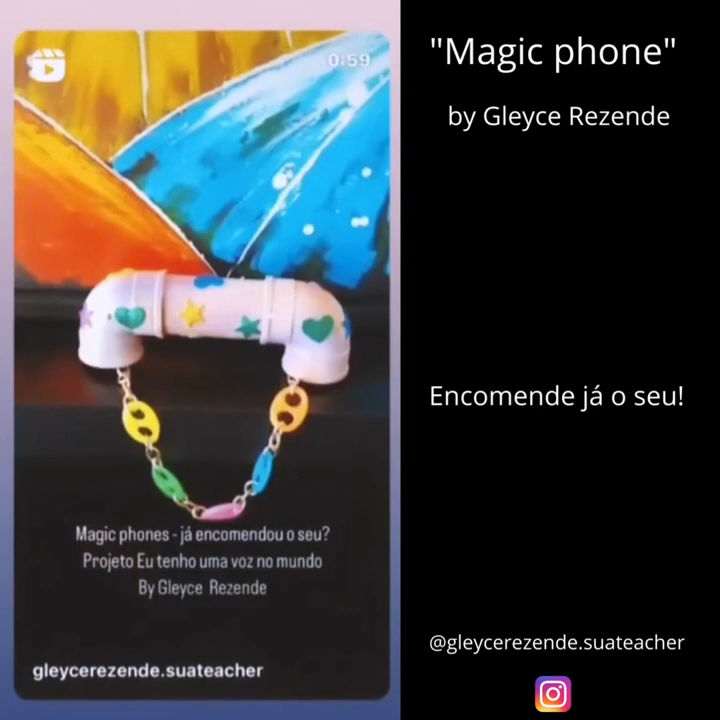 0:59
Magic phones - já encomendou o seu?
Projeto Eu tenho uma voz no mundo
By Gleyce Rezende
gleycerezende.suateacher
"Magic phone"
by Gleyce Rezende
Encomende já o seu!
@gleycerezende.suateacher